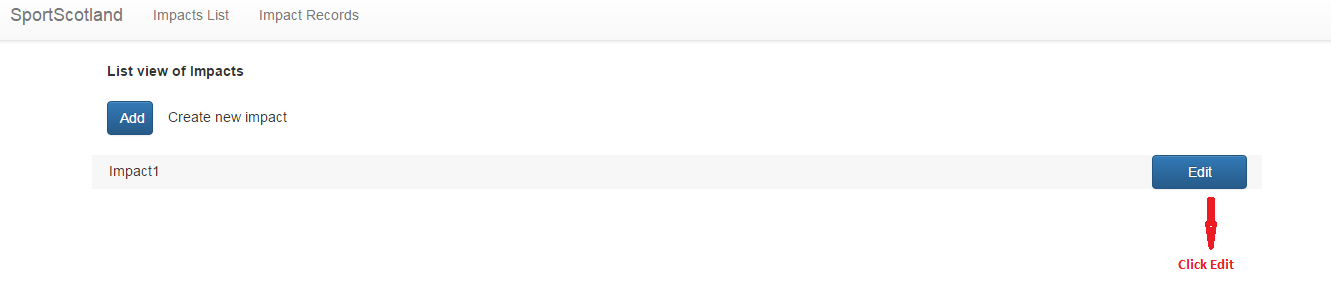 SportScotland Impacts List Impact Records
List view of Impacts
Add Create new impact
Impact1 Edit
Click Edit